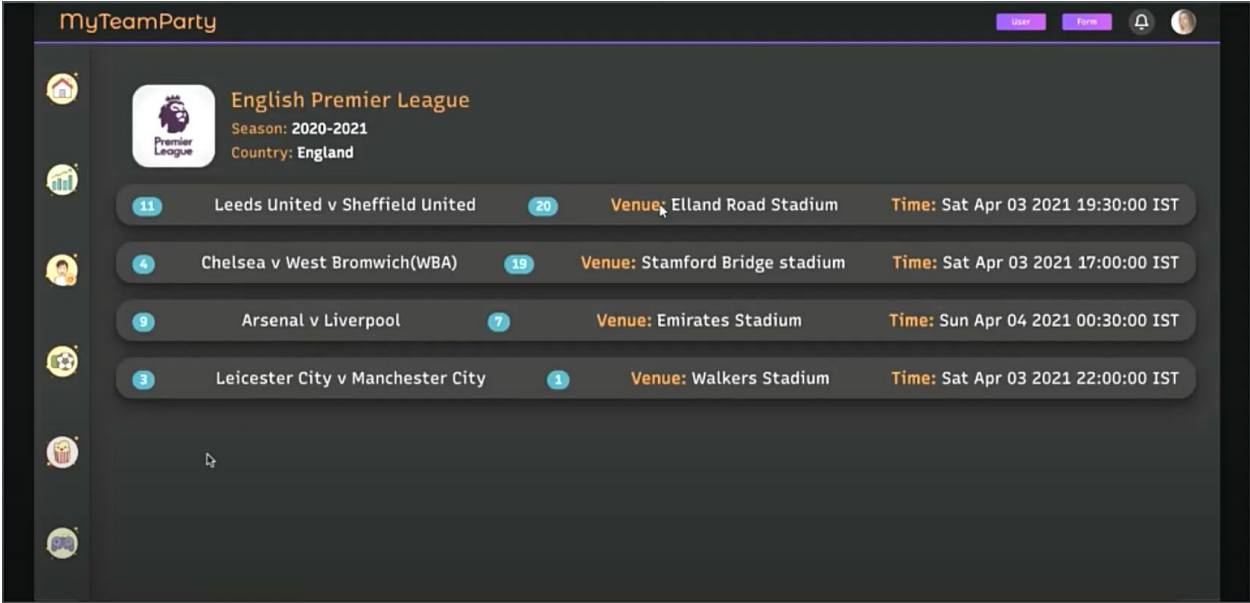 MyTeamParty
User Form
English Premier League
Season: 2020-2021
Country: England
Premier
League
11 Leeds United v Sheffield United 20 Venue: Elland Road Stadium Time: Sat Apr 03 2021 19:30:00 IST
4 Chelsea v West Bromwich(WBA) 19 Venue: Stamford Bridge stadium Time: Sat Apr 03 2021 17:00:00 IST
9 Arsenal v Liverpool 7 Venue: Emirates Stadium Time: Sun Apr 04 2021 00:30:00 IST
3 Leicester City v Manchester City 1 Venue: Walkers Stadium Time: Sat Apr 03 2021 22:00:00 IST